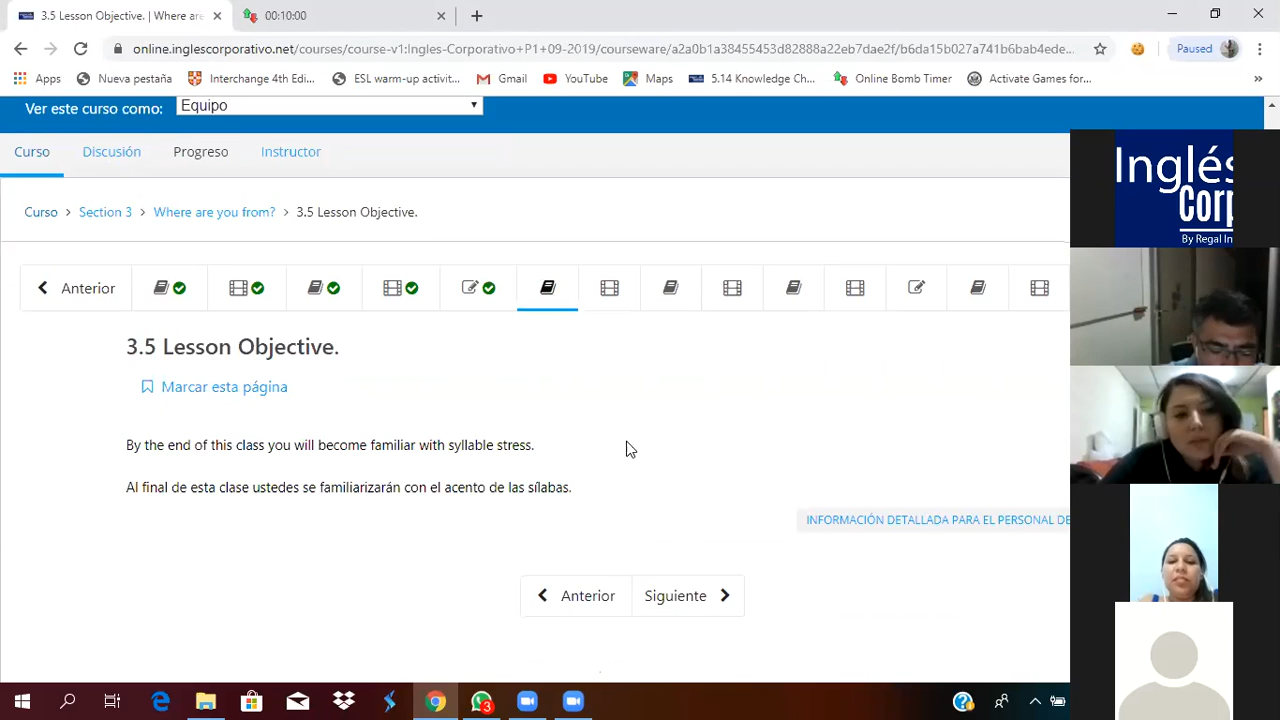 3.5 Lesson Objective. | Where are
00:10:00
online.inglescorporativo.net/courses/course-v1:Ingles-Corporativo+P1+09-2019/courseware/a2a0b1a38455453d82888a22eb7dae2f/b6da15b027a741b6bab4ede...
Paused
Apps
Nueva pestaña
Interchange 4th Edi...
ESL warm-up activit...
Gmail
YouTube
Maps
5.14 Knowledge Ch...
Online Bomb Timer
Activate Games for...
»
Ver este curso como:
Equipo
Curso
Discusión
Progreso
Instructor
Inglés
Corp
By Regal In
Curso > Section 3 > Where are you from? > 3.5 Lesson Objective.
Anterior
3.5 Lesson Objective.
Marcar esta página
By the end of this class you will become familiar with syllable stress.
Al final de esta clase ustedes se familiarizarán con el acento de las sílabas.
INFORMACIÓN DETALLADA PARA EL PERSONAL DE
Anterior
Siguiente
3